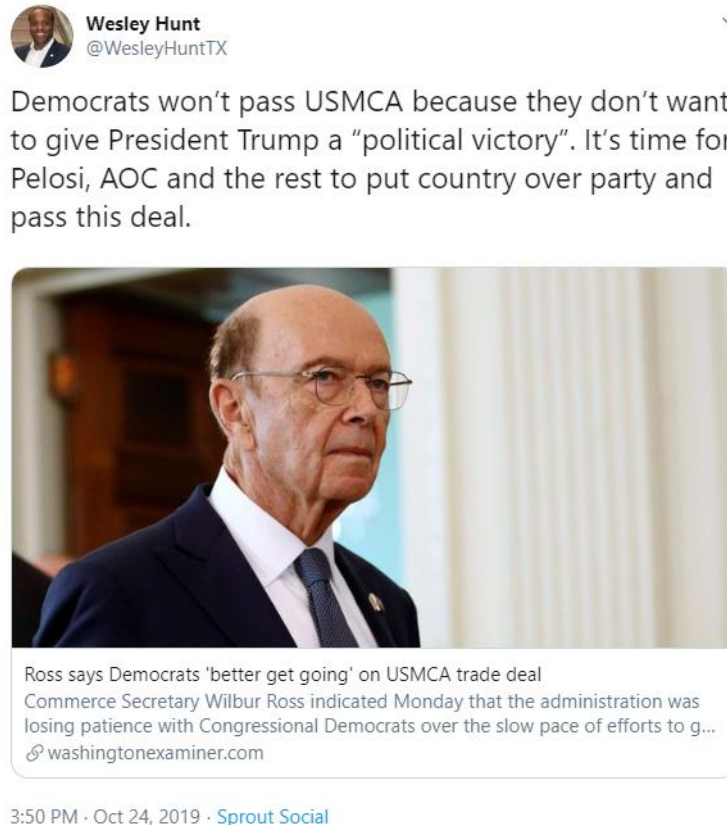 Wesley Hunt
@WesleyHuntTX
Democrats won’t pass USMCA because they don’t want
to give President Trump a “political victory”. It’s time for
Pelosi, AOC and the rest to put country over party and
pass this deal.
Ross says Democrats 'better get going' on USMCA trade deal
Commerce Secretary Wilbur Ross indicated Monday that the administration was
losing patience with Congressional Democrats over the slow pace of efforts to g...
washingtonexaminer.com
3:50 PM · Oct 24, 2019 · Sprout Social